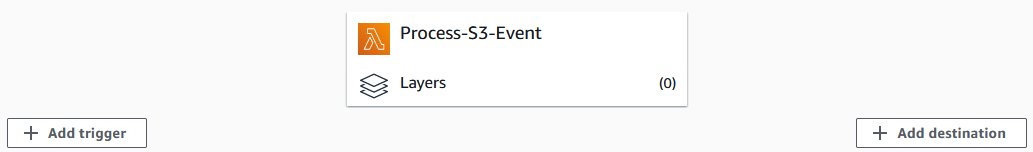 Process-S3-Event
Layers (0)
Add trigger
Add destination